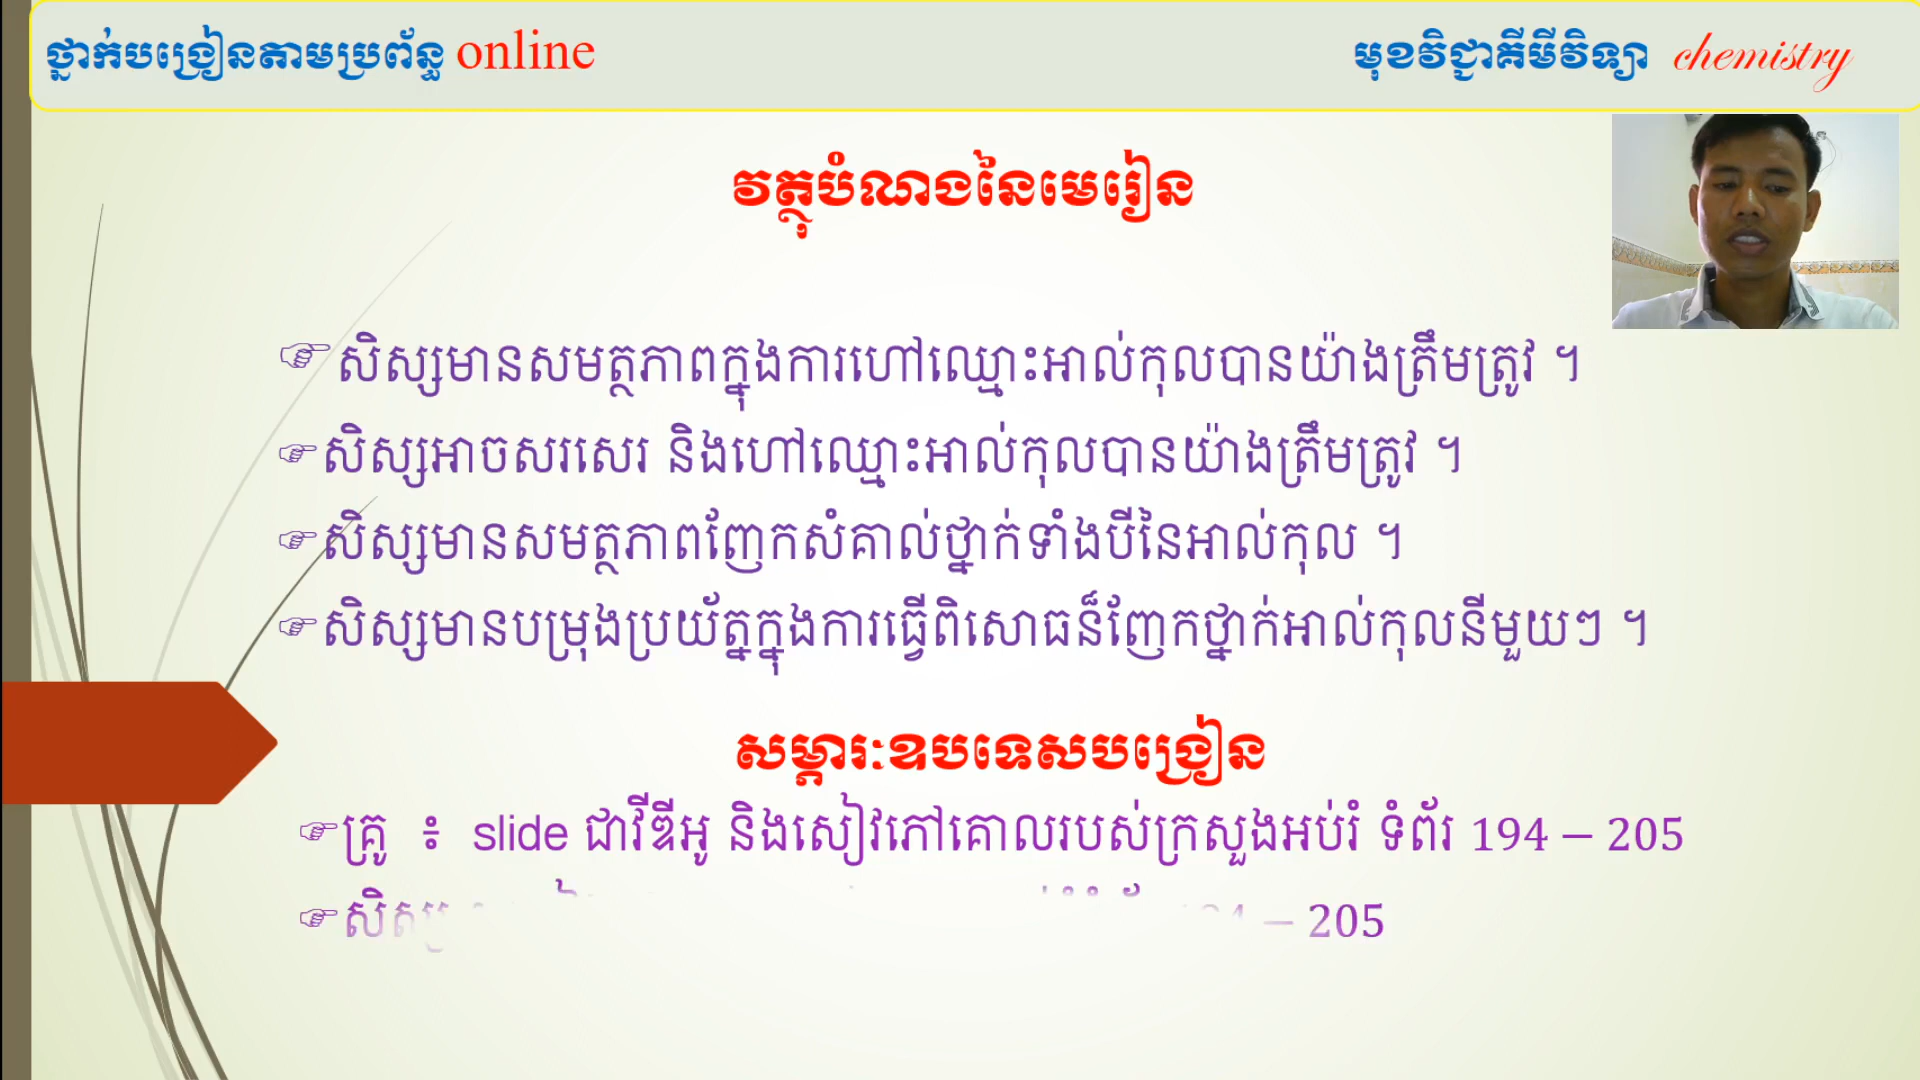 ថ្នាក់បង្រៀនតាមប្រព័ន្ធ online
មុខវិជ្ជាគីមីវិទ្យា chemistry
វត្ថុបំណងនៃមេរៀន
☞សិស្សមានសមត្ថភាពក្នុងការហៅឈ្មោះអាល់កុលបានយ៉ាងត្រឹមត្រូវ ។
☞សិស្សអាចសរសេរ និងហៅឈ្មោះអាល់កុលបានយ៉ាងត្រឹមត្រូវ ។
☞សិស្សមានសមត្ថភាពញែកសំគាល់ថ្នាក់ទាំងបីនៃអាល់កុល ។
☞សិស្សមានបម្រុងប្រយ័ត្នក្នុងការធ្វើពិសោធន៏ញែកថ្នាក់អាល់កុលនីមួយៗ ។
សម្ភារៈឧបទេសបង្រៀន
☞គ្រូ ៖ slide ជាវីឌីអូ និងសៀវភៅគោលរបស់ក្រសួងអប់រំ ទំព័រ 194 – 205
☞សិស្ស – 205